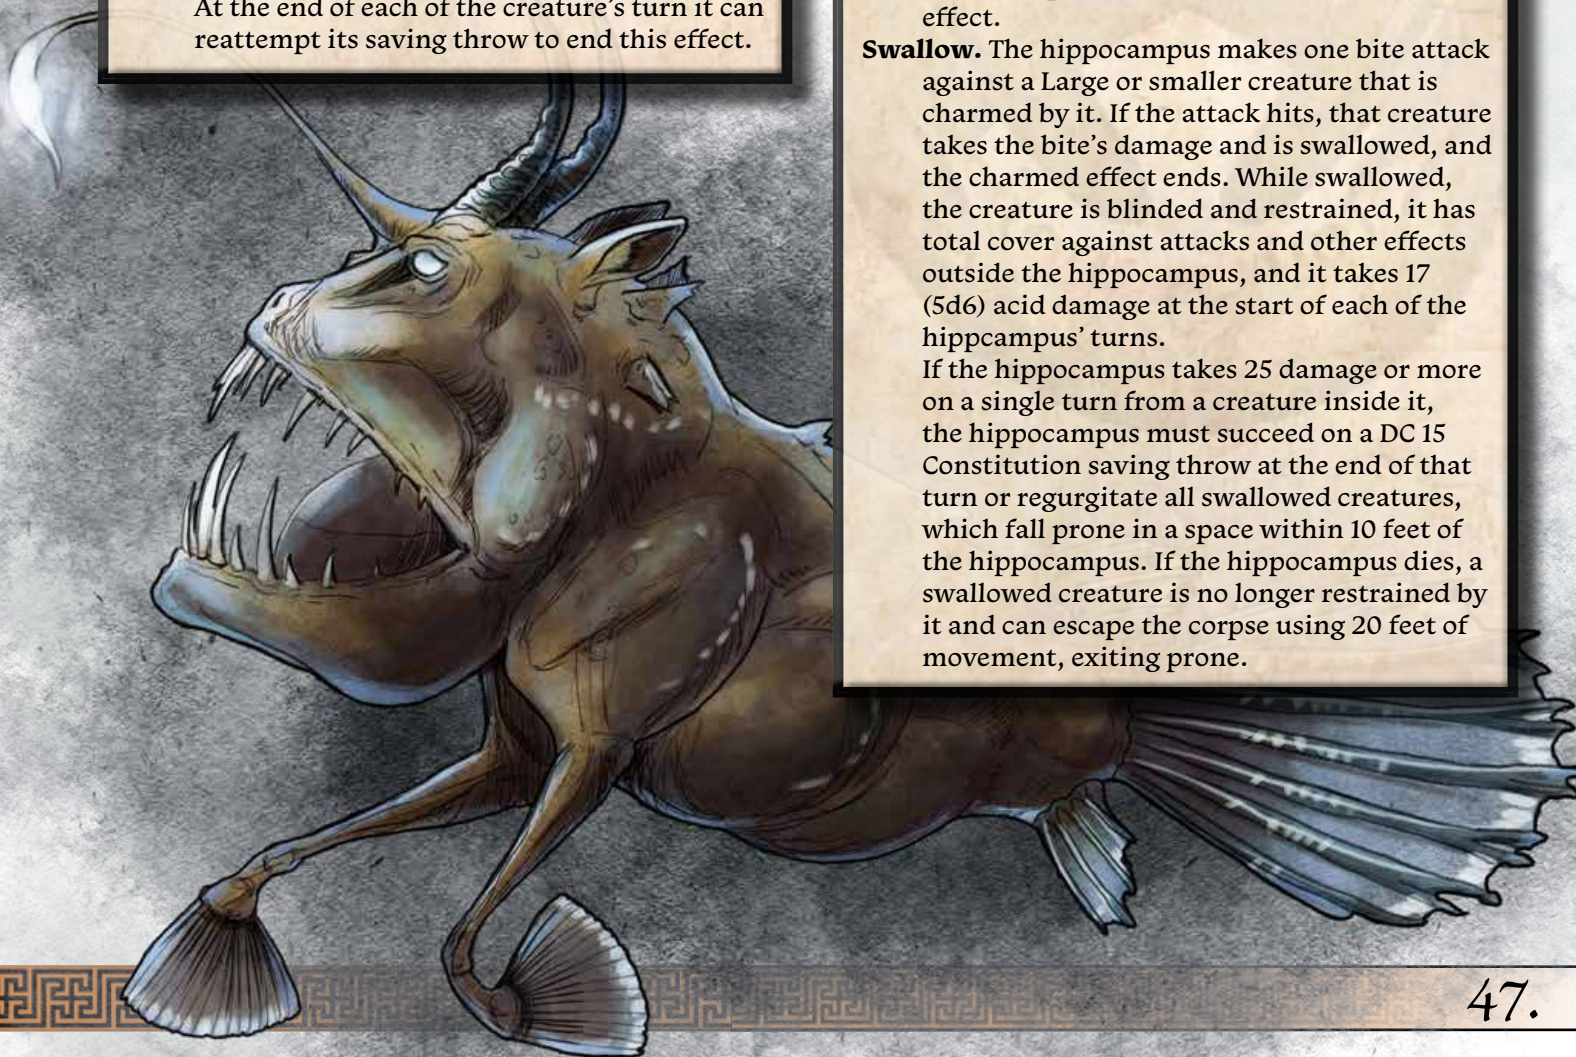 At the end of each of the creature's turn it can
reattempt its saving throw to end this effect.
effect.
Swallow. The hippocampus makes one bite attack
against a Large or smaller creature that is
charmed by it. If the attack hits, that creature
takes the bite's damage and is swallowed, and
the charmed effect ends. While swallowed,
the creature is blinded and restrained, it has
total cover against attacks and other effects
outside the hippocampus, and it takes 17
(5d6) acid damage at the start of each of the
hippcampus' turns.
If the hippocampus takes 25 damage or more
on a single turn from a creature inside it,
the hippocampus must succeed on a DC 15
Constitution saving throw at the end of that
turn or regurgitate all swallowed creatures,
which fall prone in a space within 10 feet of
the hippocampus. If the hippocampus dies, a
swallowed creature is no longer restrained by
it and can escape the corpse using 20 feet of
movement, exiting prone.
47.